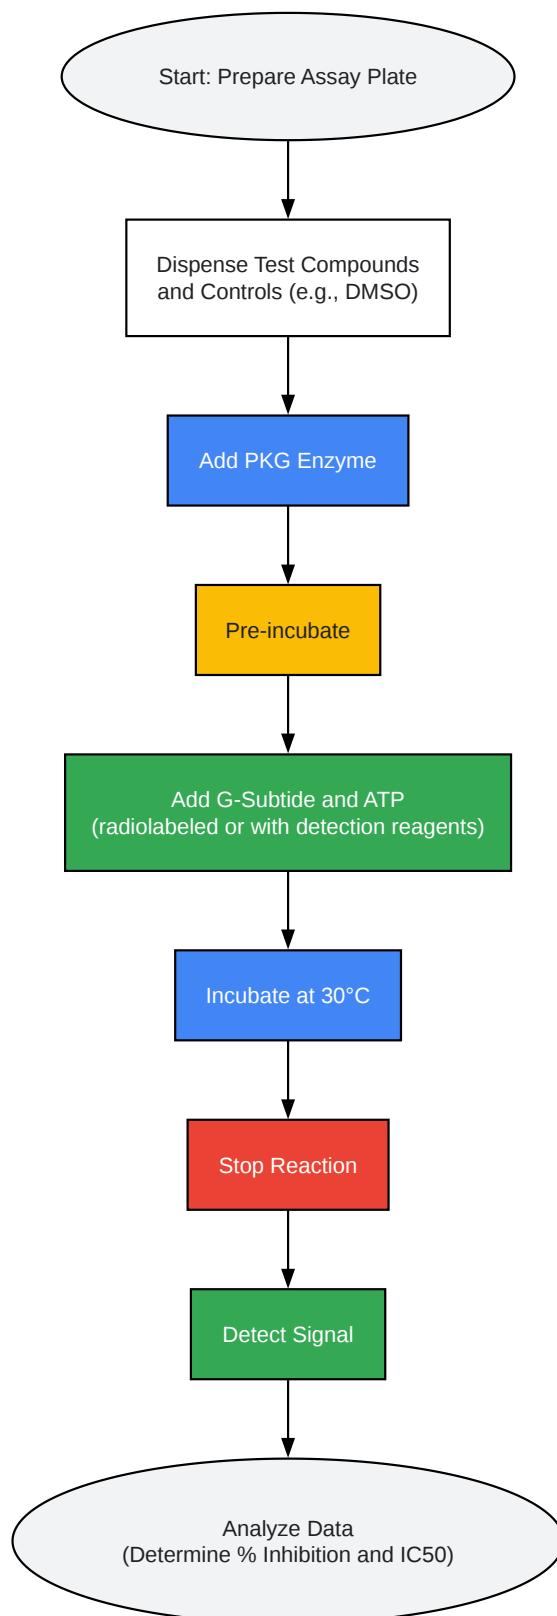 Start: Prepare Assay Plate
Dispense Test Compounds
and Controls (e.g., DMSO)
Add PKG Enzyme
Pre-incubate
Add G-Subtide and ATP
(radiolabeled or with detection reagents)
Incubate at 30°C
Stop Reaction
Detect Signal
Analyze Data
(Determine % Inhibition and IC50)